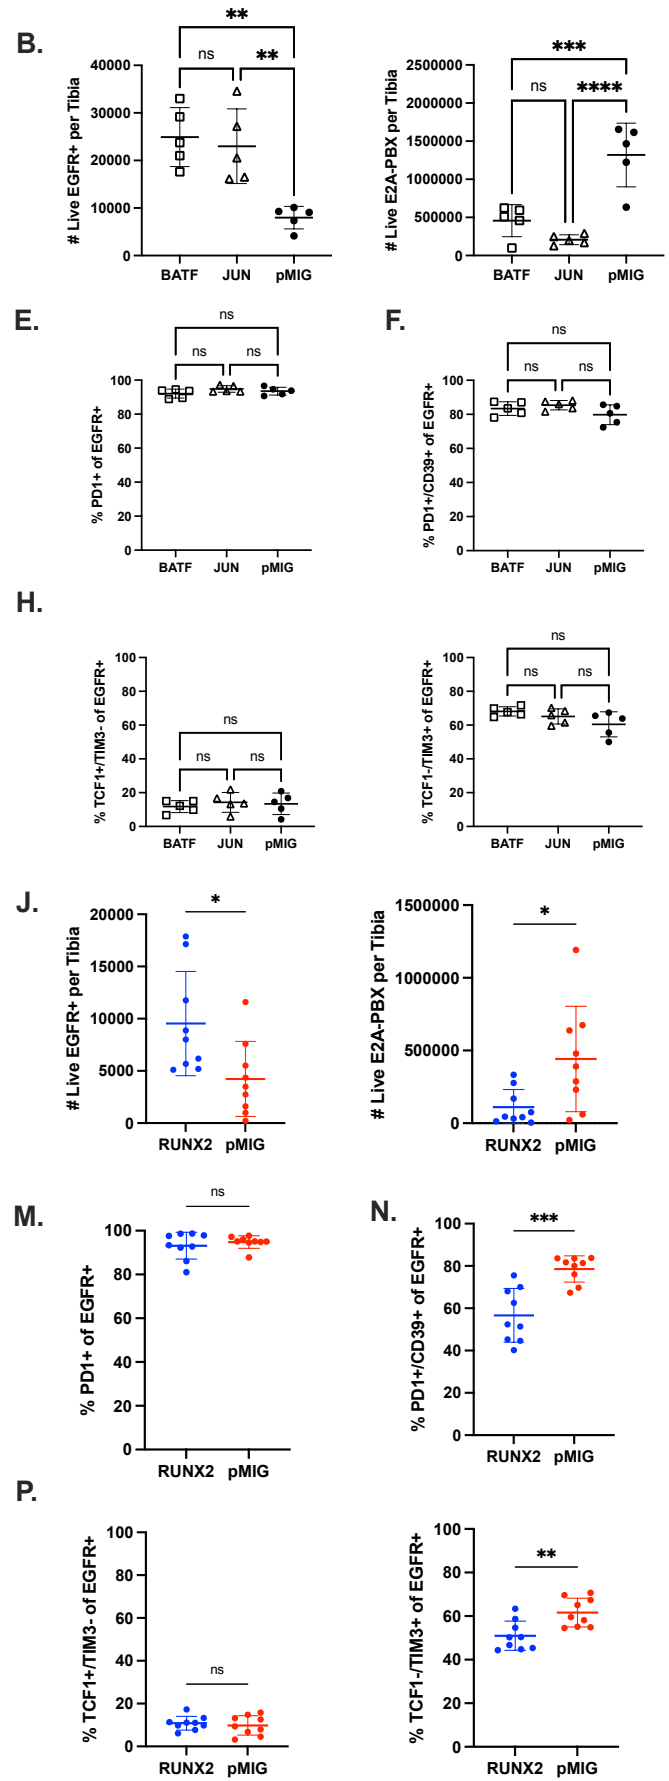 B.
**
ns
**
# Live EGFR+ per Tibia
40000
30000
20000
10000
0
BATF JUN pMIG
***
ns
****
# Live E2A-PBX per Tibia
2500000
2000000
1500000
1000000
500000
0
BATF JUN pMIG
E.
ns
ns ns
% PD1+ of EGFR+
100
80
60
40
20
0
BATF JUN pMIG
F.
ns
ns ns
% PD1+/CD39+ of EGFR+
100
80
60
40
20
0
BATF JUN pMIG
H.
ns
ns ns
% TCF1+/TIM3- of EGFR+
100
80
60
40
20
0
BATF JUN pMIG
ns
ns ns
% TCF1-/TIM3+ of EGFR+
100
80
60
40
20
0
BATF JUN pMIG
J.
*
# Live EGFR+ per Tibia
20000
15000
10000
5000
0
RUNX2 pMIG
*
# Live E2A-PBX per Tibia
1500000
1000000
500000
0
RUNX2 pMIG
M.
ns
% PD1+ of EGFR+
100
80
60
40
20
0
RUNX2 pMIG
N.
***
% PD1+/CD39+ of EGFR+
100
80
60
40
20
0
RUNX2 pMIG
P.
ns
% TCF1+/TIM3- of EGFR+
100
80
60
40
20
0
RUNX2 pMIG
**
% TCF1-/TIM3+ of EGFR+
100
80
60
40
20
0
RUNX2 pMIG